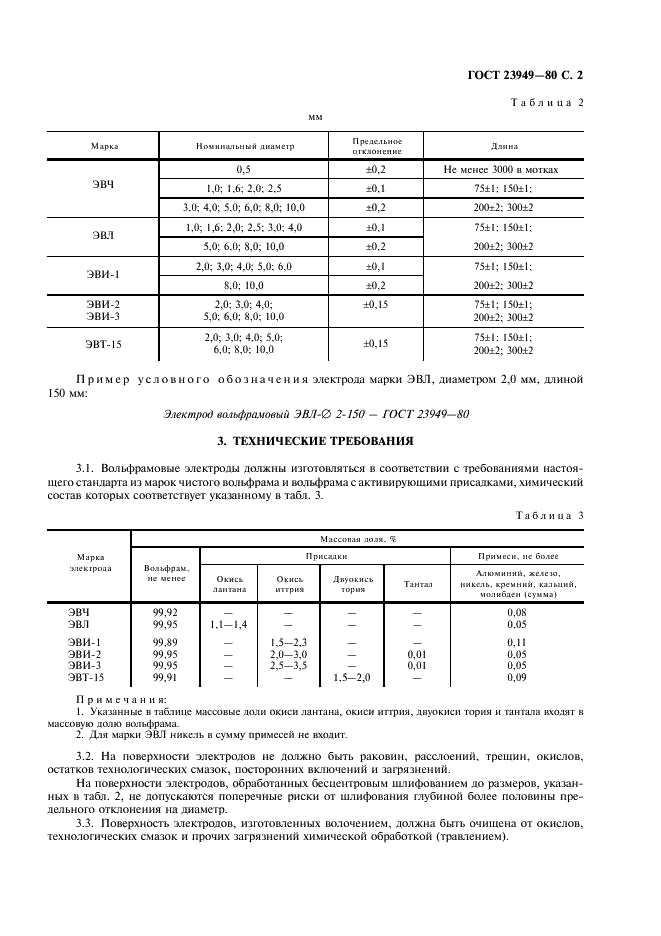 ГОСТ 23949—80 С. 2
Таблица 2
мм
Марка Номинальный диаметр Предельное отклонение Длина
ЭВЧ 0,5 ±0,2 Не менее 3000 в мотках
1,0; 1,6; 2,0; 2,5 ±0,1 75±1; 150±1;
3,0; 4,0; 5,0; 6,0; 8,0; 10,0 ±0,2 200±2; 300±2
ЭВЛ 1,0; 1,6; 2,0; 2,5; 3,0; 4,0 ±0,1 75±1; 150±1;
5,0; 6,0; 8,0; 10,0 ±0,2 200±2; 300±2
ЭВИ-1 2,0; 3,0; 4,0; 5,0; 6,0 ±0,1 75±1; 150±1;
8,0; 10,0 ±0,2 200±2; 300±2
ЭВИ-2 2,0; 3,0; 4,0; ±0,15 75±1; 150±1;
ЭВИ-3 5,0; 6,0; 8,0; 10,0 200±2; 300±2
ЭВТ-15 2,0; 3,0; 4,0; 5,0; ±0,15 75±1; 150±1;
6,0; 8,0; 10,0 200±2; 300±2
Пример условного обозначения электрода марки ЭВЛ, диаметром 2,0 мм, длиной
150 мм:
Электрод вольфрамовый ЭВЛ-∅ 2-150 — ГОСТ 23949—80
3. ТЕХНИЧЕСКИЕ ТРЕБОВАНИЯ
3.1. Вольфрамовые электроды должны изготовляться в соответствии с требованиями настоя-
щего стандарта из марок чистого вольфрама и вольфрама с активирующими присадками, химический
состав которых соответствует указанному в табл. 3.
Таблица 3
Марка электрода Массовая доля, %
Вольфрам, не менее Присадки Примеси, не более
Окись лантана Окись иттрия Двуокись тория Тантал Алюминий, железо, никель, кремний, кальций, молибден (сумма)
ЭВЧ 99,92 — — — — 0,08
ЭВЛ 99,95 1,1—1,4 — — — 0,05
ЭВИ-1 99,89 — 1,5—2,3 — — 0,11
ЭВИ-2 99,95 — 2,0—3,0 — 0,01 0,05
ЭВИ-3 99,95 — 2,5—3,5 — 0,01 0,05
ЭВТ-15 99,91 — — 1,5—2,0 — 0,09
Примечания:
1. Указанные в таблице массовые доли окиси лантана, окиси иттрия, двуокиси тория и тантала входят в
массовую долю вольфрама.
2. Для марки ЭВЛ никель в сумму примесей не входит.
3.2. На поверхности электродов не должно быть раковин, расслоений, трещин, окислов,
остатков технологических смазок, посторонних включений и загрязнений.
На поверхности электродов, обработанных бесцентровым шлифованием до размеров, указан-
ных в табл. 2, не допускаются поперечные риски от шлифования глубиной более половины пре-
дельного отклонения на диаметр.
3.3. Поверхность электродов, изготовленных волочением, должна быть очищена от окислов,
технологических смазок и прочих загрязнений химической обработкой (травлением).